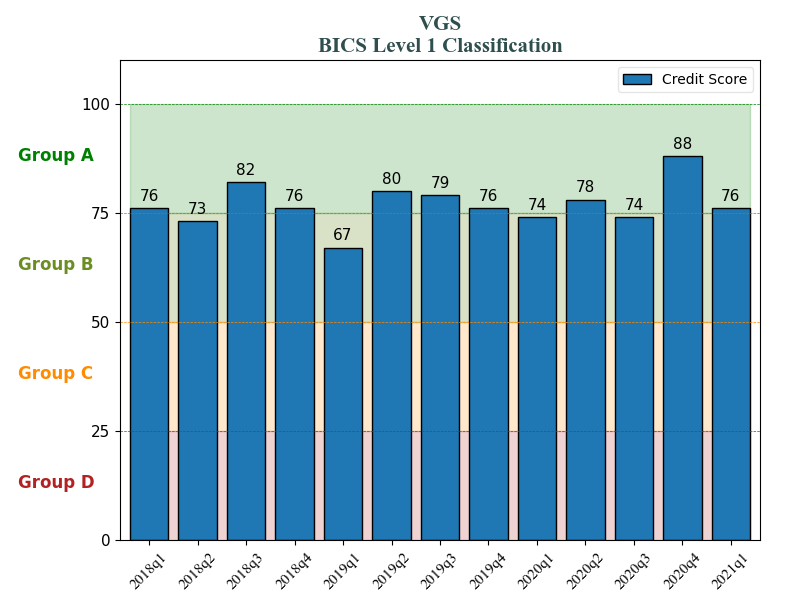 VGS
BICS Level 1 Classification
Credit Score
100
75
50
25
0
Group A
Group B
Group C
Group D
76
73
82
76
67
80
79
76
74
78
74
88
76
2018q1
2018q2
2018q3
2018q4
2019q1
2019q2
2019q3
2019q4
2020q1
2020q2
2020q3
2020q4
2021q1